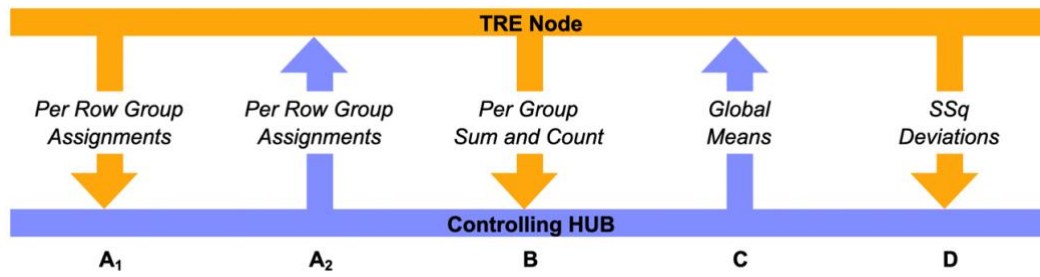 TRE Node
Per Row Group
Assignments
Per Row Group
Assignments
Per Group
Sum and Count
Global
Means
SSq
Deviations
Controlling HUB
A₁
A₂
B
C
D